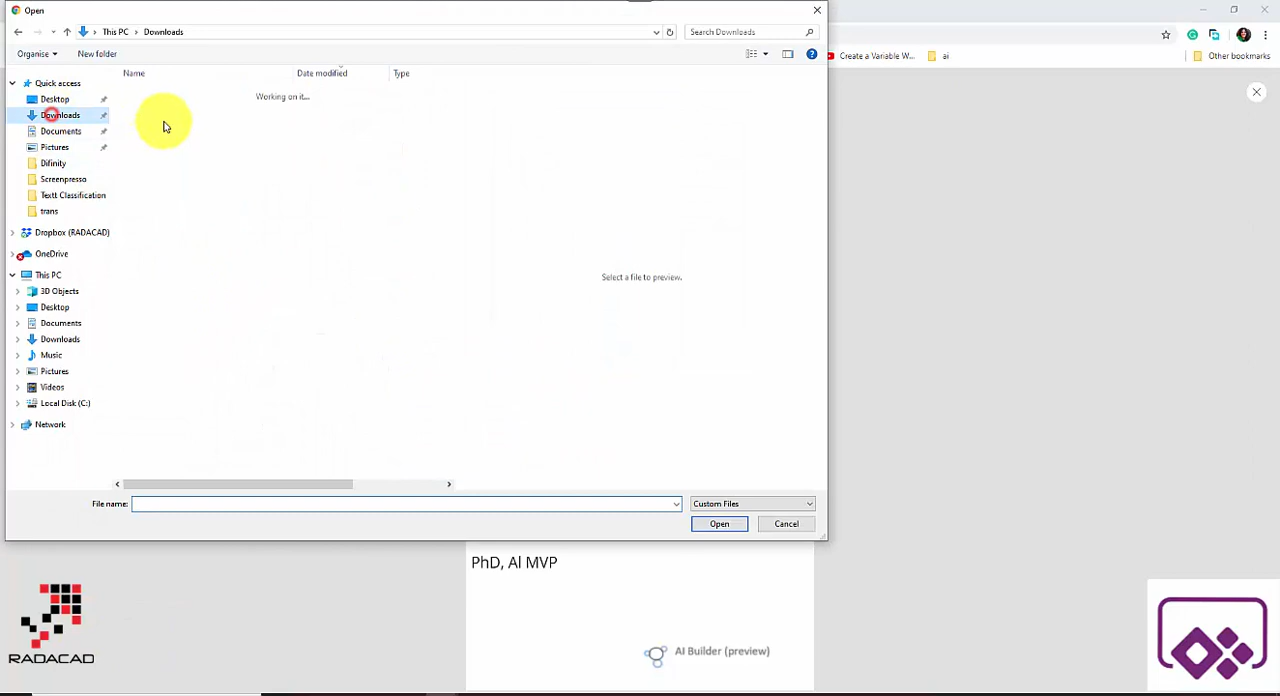 Open
This PC > Downloads
Search Downloads
Organise
New folder
Create a Variable W...
ai
Other bookmarks
Name
Date modified
Type
Working on it...
Quick access
Desktop
Downloads
Documents
Pictures
Difinity
Screenpresso
Textt Classification
trans
Dropbox (RADACAD)
OneDrive
This PC
3D Objects
Desktop
Documents
Downloads
Music
Pictures
Videos
Local Disk (C:)
Network
Select a file to preview.
File name:
Custom Files
Open
Cancel
PhD, AI MVP
AI Builder (preview)
RADACAD